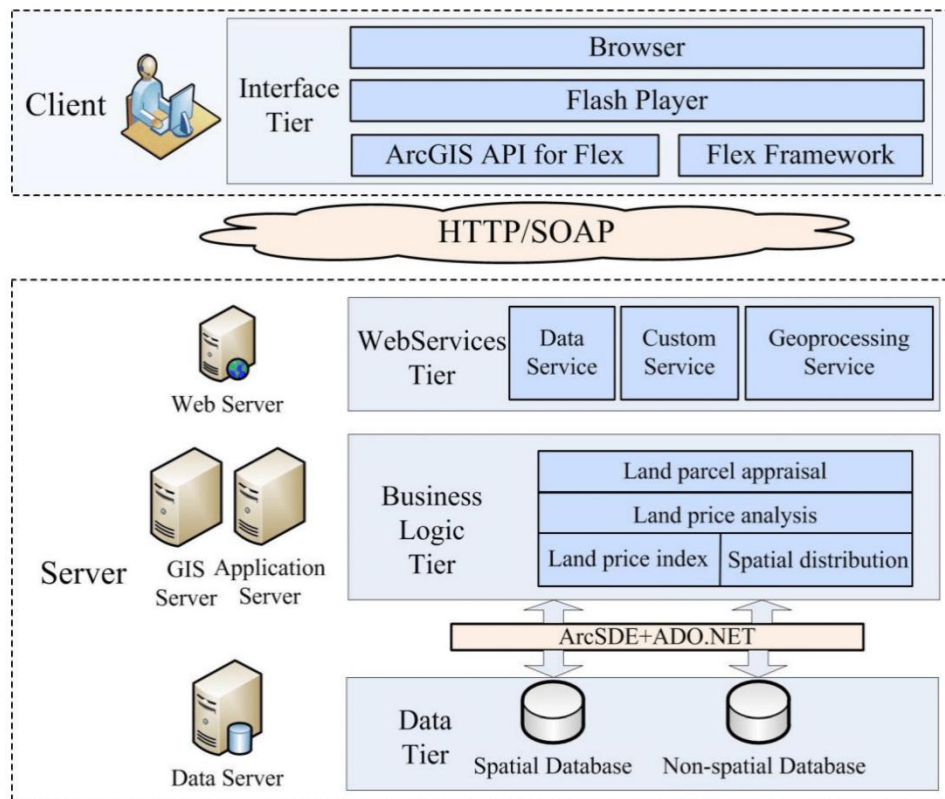 Client
Interface
Tier
Browser
Flash Player
ArcGIS API for Flex
Flex Framework
HTTP/SOAP
Server
Web Server
WebServices
Tier
Data
Service
Custom
Service
Geoprocessing
Service
GIS
Server
Application
Server
Business
Logic
Tier
Land parcel appraisal
Land price analysis
Land price index
Spatial distribution
ArcSDE+ADO.NET
Data Server
Data
Tier
Spatial Database
Non-spatial Database